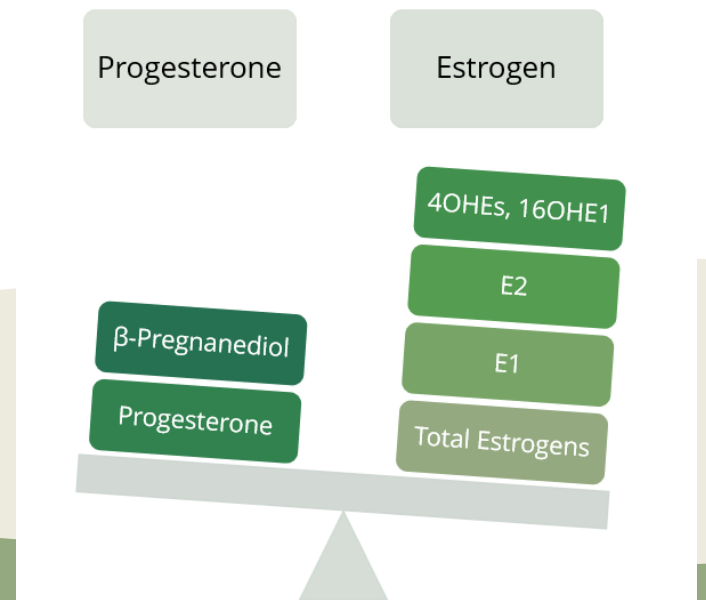 Progesterone
Estrogen
4OHEs, 16OHE1
E2
β-Pregnanediol
E1
Progesterone
Total Estrogens